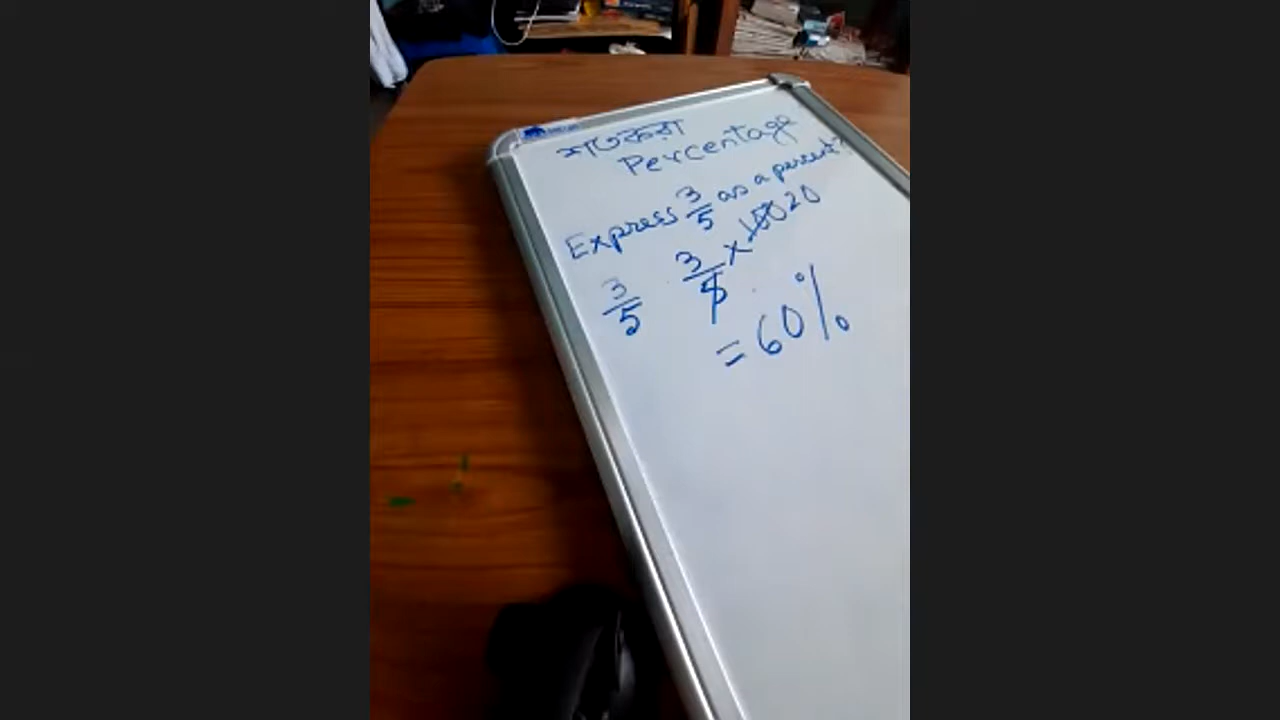 শতকরা
Percentage
Express 3/5 as a percent?
3/5 3/5 × 100 20
= 60%